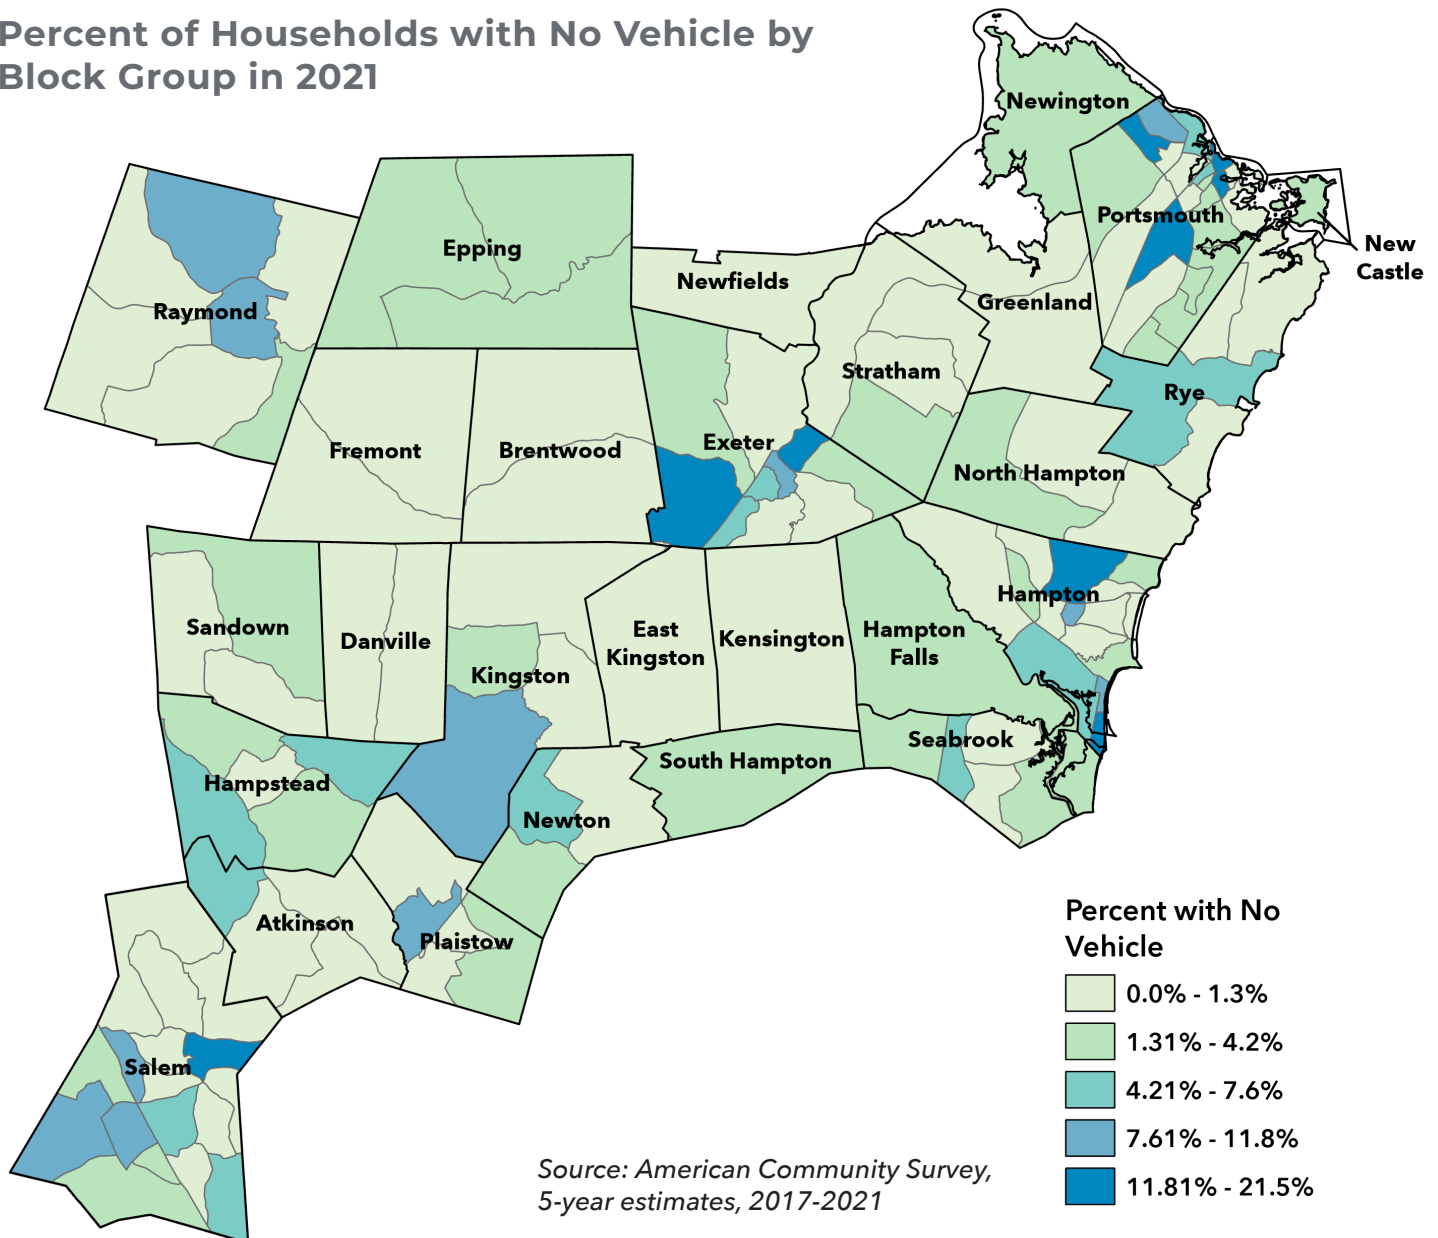 Percent of Households with No Vehicle by
Block Group in 2021
Newington
Portsmouth
New
Castle
Epping
Newfields
Raymond
Greenland
Stratham
Rye
Exeter
Fremont
Brentwood
North Hampton
Hampton
Sandown
Danville
East
Kingston
Kensington
Hampton
Falls
Kingston
Seabrook
South Hampton
Hampstead
Newton
Atkinson
Plaistow
Salem
Percent with No
Vehicle
0.0% - 1.3%
1.31% - 4.2%
4.21% - 7.6%
7.61% - 11.8%
11.81% - 21.5%
Source: American Community Survey,
5-year estimates, 2017-2021